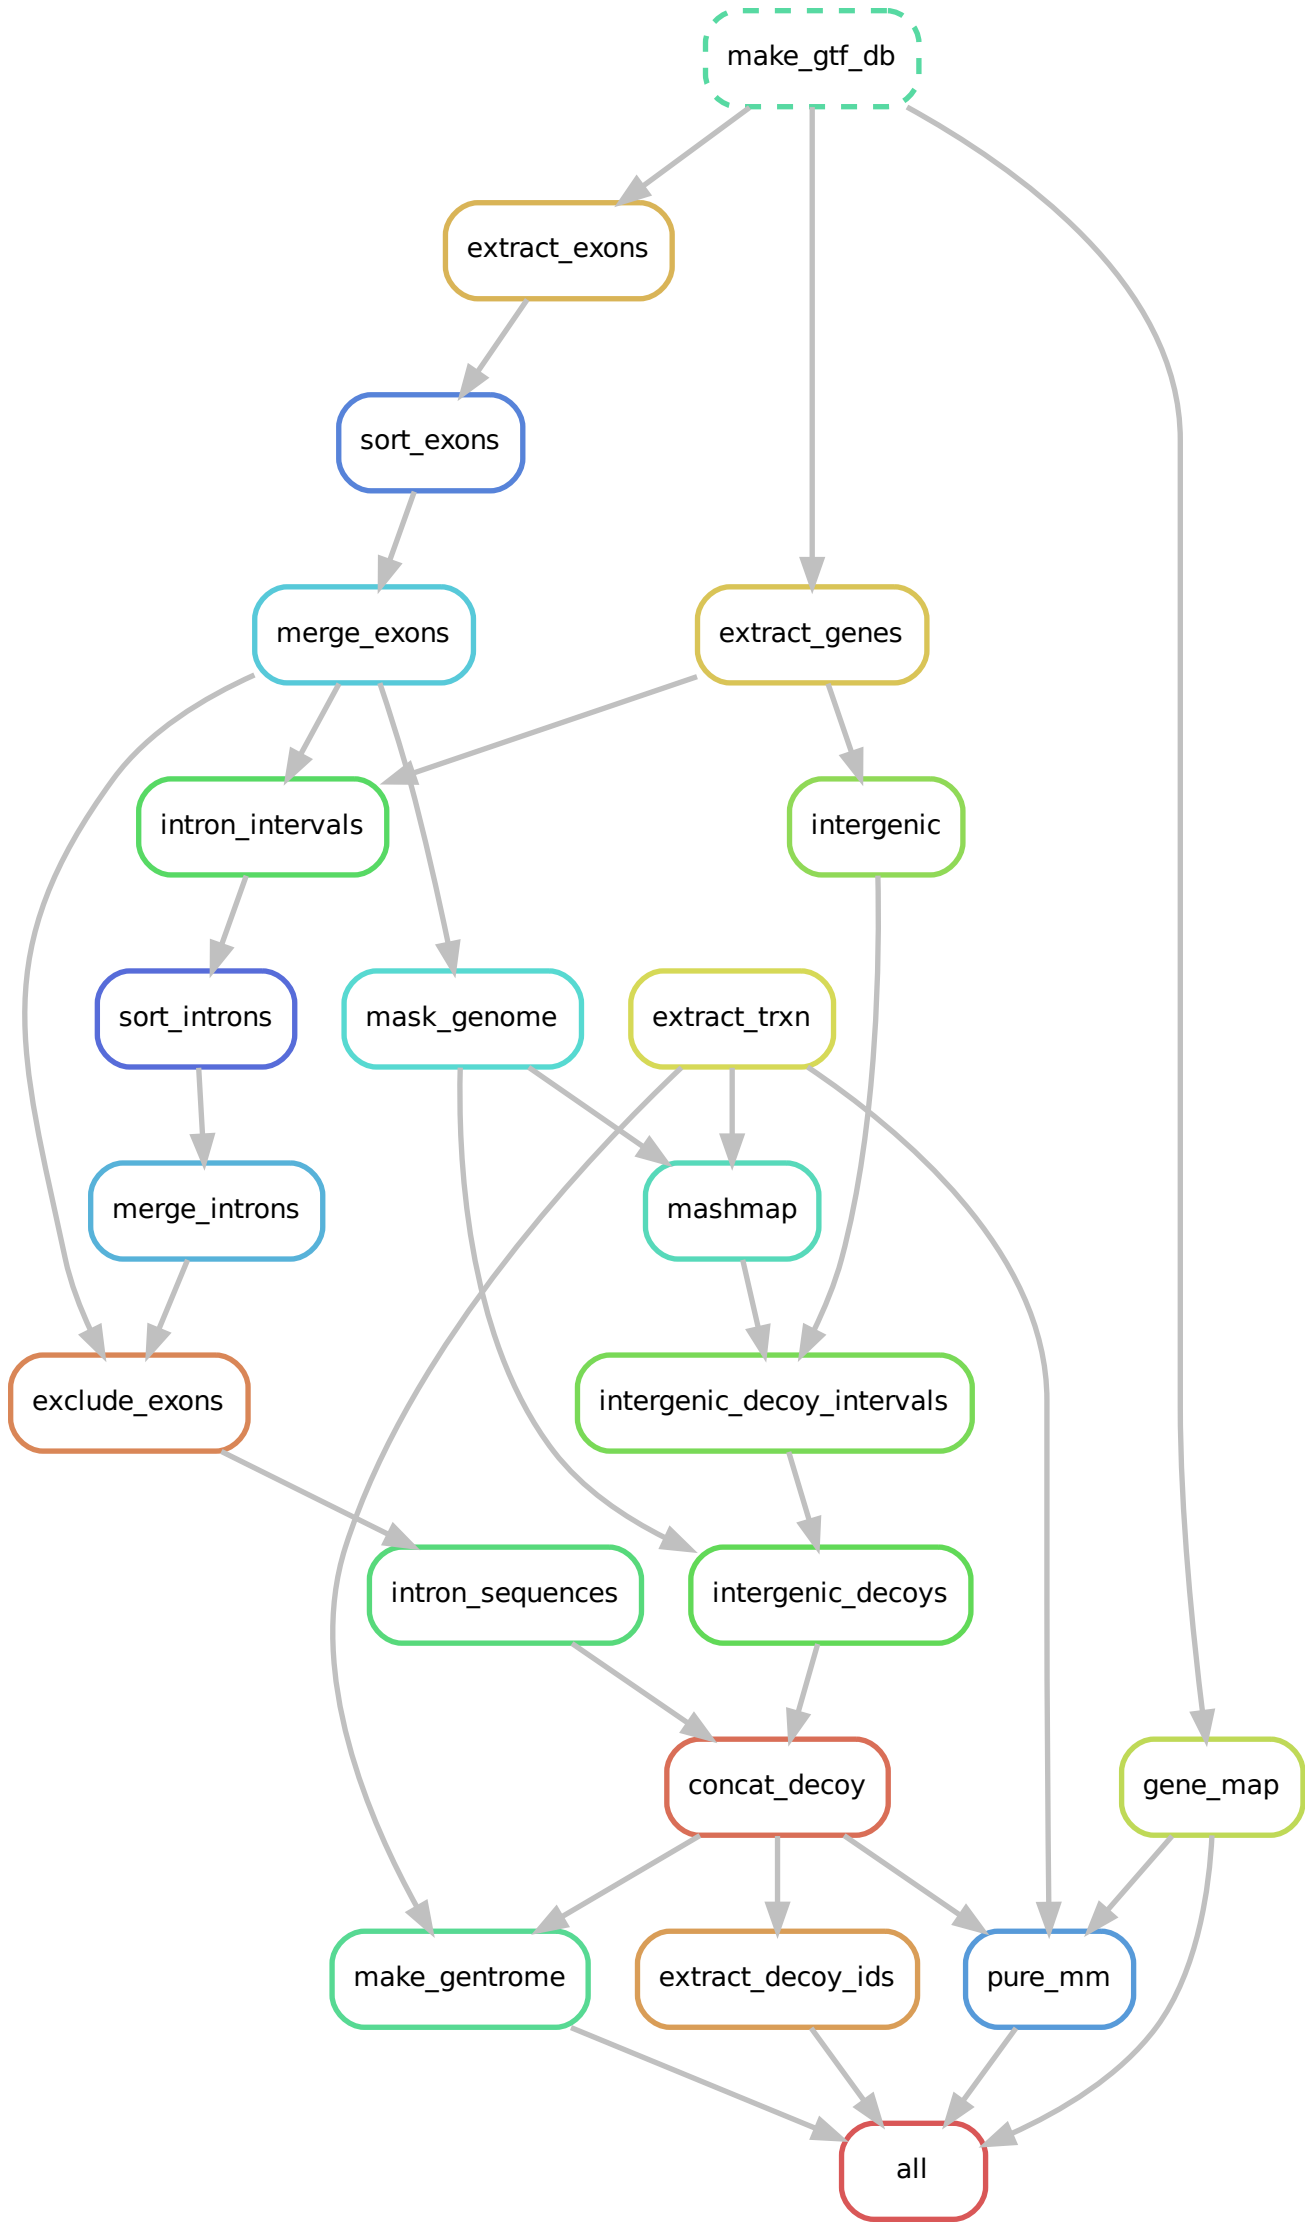 make_gtf_db
extract_exons
sort_exons
merge_exons
extract_genes
intron_intervals
intergenic
sort_introns
mask_genome
extract_trxn
merge_introns
mashmap
exclude_exons
intergenic_decoy_intervals
intron_sequences
intergenic_decoys
concat_decoy
gene_map
make_gentrome
extract_decoy_ids
pure_mm
all